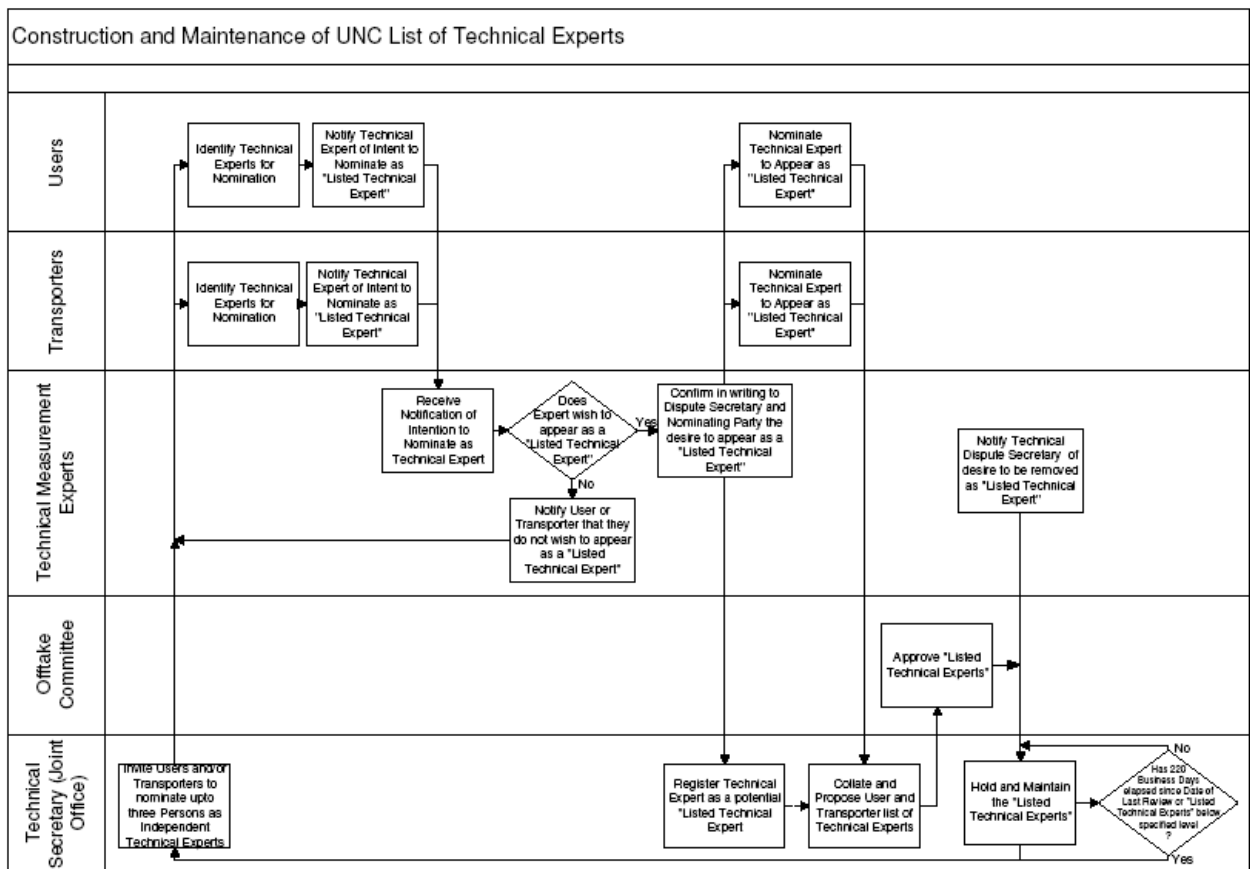 Construction and Maintenance of UNC List of Technical Experts
Users
Identify Technical
Experts for
Nomination
Notify Technical
Expert of Intent to
Nominate as
"Listed Technical
Expert"
Nominate
Technical Expert
to Appear as
"Listed Technical
Expert"
Transporters
Identify Technical
Experts for
Nomination
Notify Technical
Expert of Intent to
Nominate as
"Listed Technical
Expert"
Nominate
Technical Expert
to Appear as
"Listed Technical
Expert"
Technical Measurement
Experts
Receive
Notification of
Intention to
Nominate as
Technical Expert
Does
Expert wish to
appear as a
"Listed Technical
Expert"
Yes
No
Confirm in writing to
Dispute Secretary and
Nominating Party the
desire to appear as a
"Listed Technical
Expert"
Notify User or
Transporter that they
do not wish to appear
as a "Listed
Technical Expert"
Notify Technical
Dispute Secretary of
desire to be removed
as "Listed Technical
Expert"
Offtake
Committee
Approve "Listed
Technical Experts"
Technical
Secretary (Joint
Office)
Invite Users and/or
Transporters to
nominate upto
three Persons as
Independent
Technical Experts
Register Technical
Expert as a potential
"Listed Technical
Expert
Collate and
Propose User and
Transporter list of
Technical Experts
Hold and Maintain
the "Listed
Technical Experts"
Has 220
Business Days
elapsed since Date of
Last Review or "Listed
Technical Experts" below
specified level
?
No
Yes